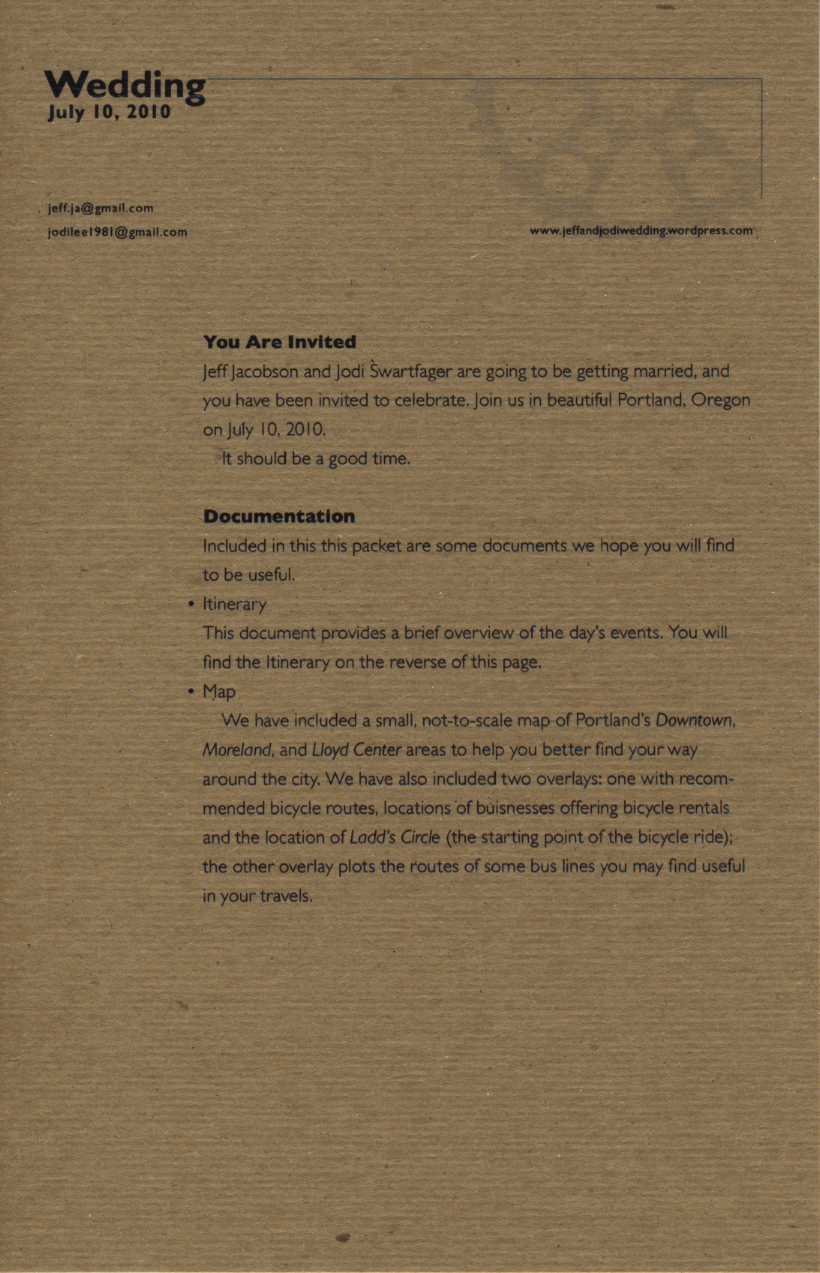 Wedding
July 10, 2010
jeff.ja@gmail.com
jodilee1981@gmail.com
www.jeffandjodiwedding.wordpress.com
You Are Invited
Jeff Jacobson and Jodi Swartfager are going to be getting married, and
you have been invited to celebrate. Join us in beautiful Portland, Oregon
on July 10, 2010.
It should be a good time.
Documentation
Included in this this packet are some documents we hope you will find
to be useful.
• Itinerary
This document provides a brief overview of the day's events. You will
find the Itinerary on the reverse of this page.
• Map
We have included a small, not-to-scale map of Portland's Downtown,
Moreland, and Lloyd Center areas to help you better find your way
around the city. We have also included two overlays: one with recom-
mended bicycle routes, locations of buisnesses offering bicycle rentals
and the location of Ladd's Circle (the starting point of the bicycle ride);
the other overlay plots the routes of some bus lines you may find useful
in your travels.